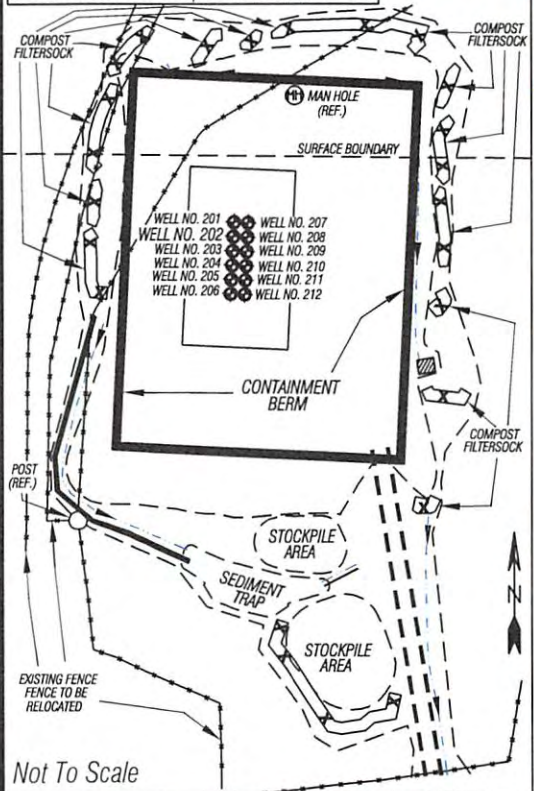 COMPOST
FILTERSOCK
COMPOST
FILTERSOCK
HH
MAN HOLE
(REF.)
SURFACE BOUNDARY
WELL NO. 201
WELL NO. 207
WELL NO. 202
WELL NO. 208
WELL NO. 203
WELL NO. 209
WELL NO. 204
WELL NO. 210
WELL NO. 205
WELL NO. 211
WELL NO. 206
WELL NO. 212
CONTAINMENT
BERM
COMPOST
FILTERSOCK
POST
(REF.)
STOCKPILE
AREA
SEDIMENT
TRAP
STOCKPILE
AREA
N
EXISTING FENCE
FENCE TO BE
RELOCATED
Not To Scale